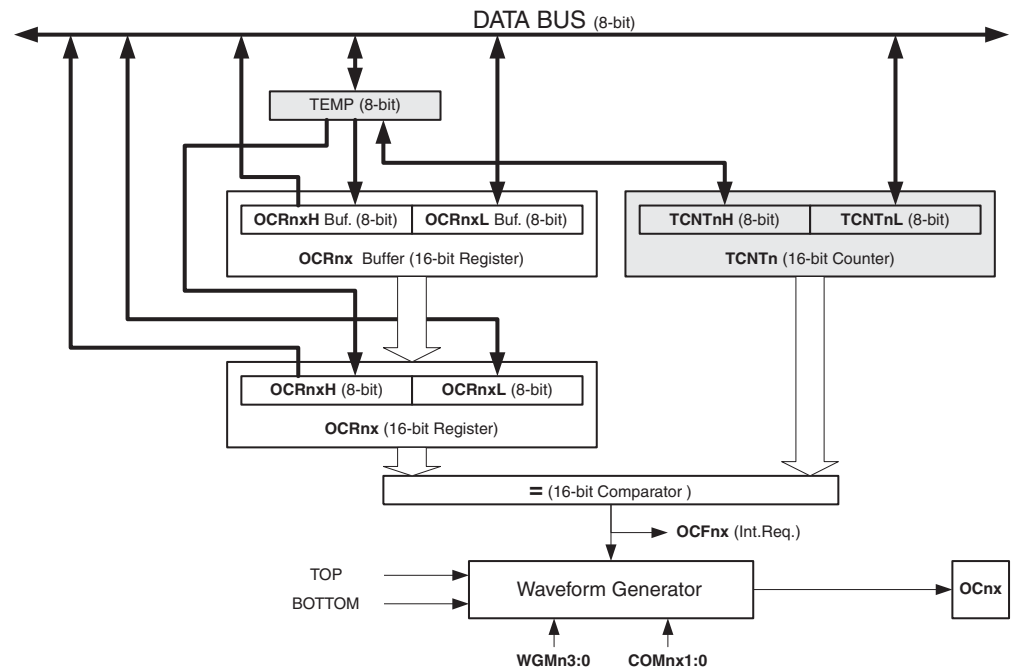 DATA BUS (8-bit)
TEMP (8-bit)
OCRnxH Buf. (8-bit) OCRnxL Buf. (8-bit)
OCRnx Buffer (16-bit Register)
TCNTnH (8-bit) TCNTnL (8-bit)
TCNTn (16-bit Counter)
OCRnxH (8-bit) OCRnxL (8-bit)
OCRnx (16-bit Register)
= (16-bit Comparator )
OCFnx (Int.Req.)
TOP
BOTTOM
Waveform Generator
OCnx
WGMn3:0 COMnx1:0